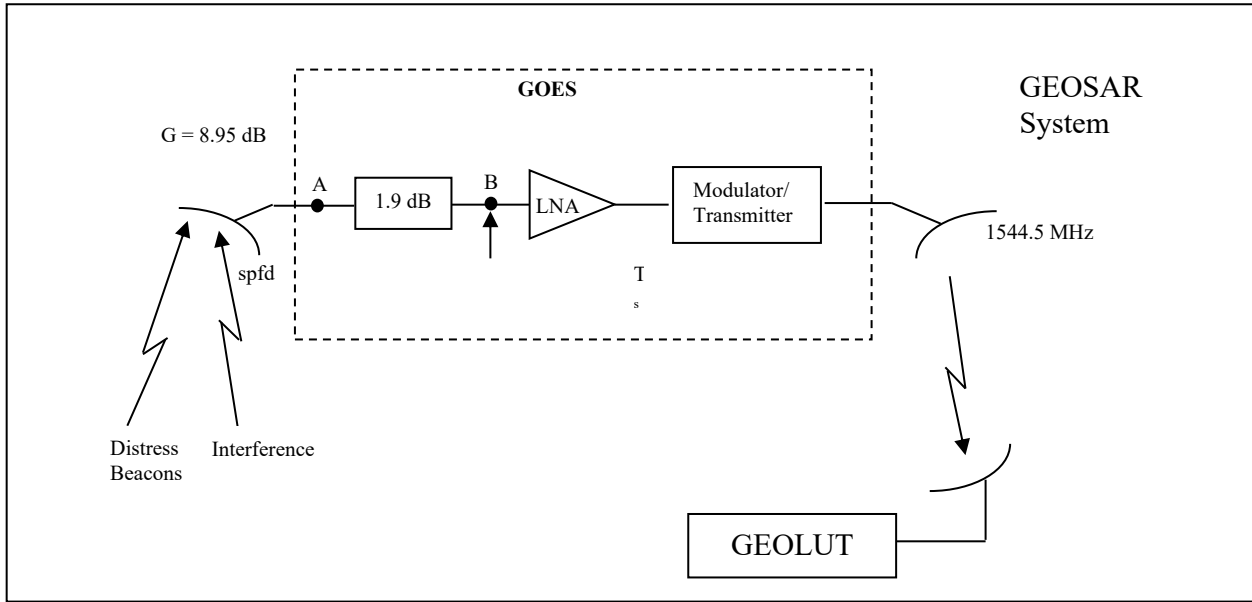 GOES
GEOSAR
System
G = 8.95 dB
A
1.9 dB
B
LNA
Modulator/
Transmitter
1544.5 MHz
spfd
T
s
Distress
Beacons
Interference
GEOLUT